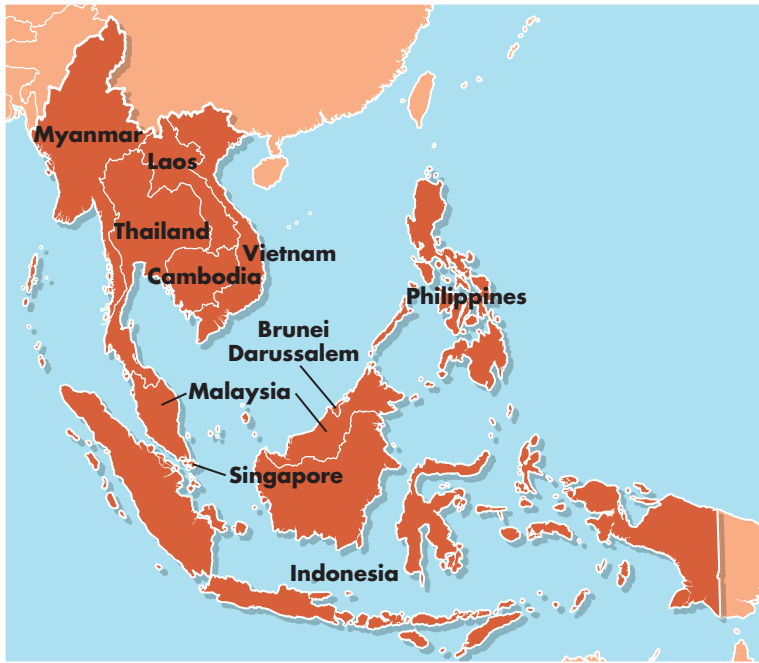 Myanmar
Laos
Thailand
Vietnam
Cambodia
Philippines
Brunei
Darussalem
Malaysia
Singapore
Indonesia